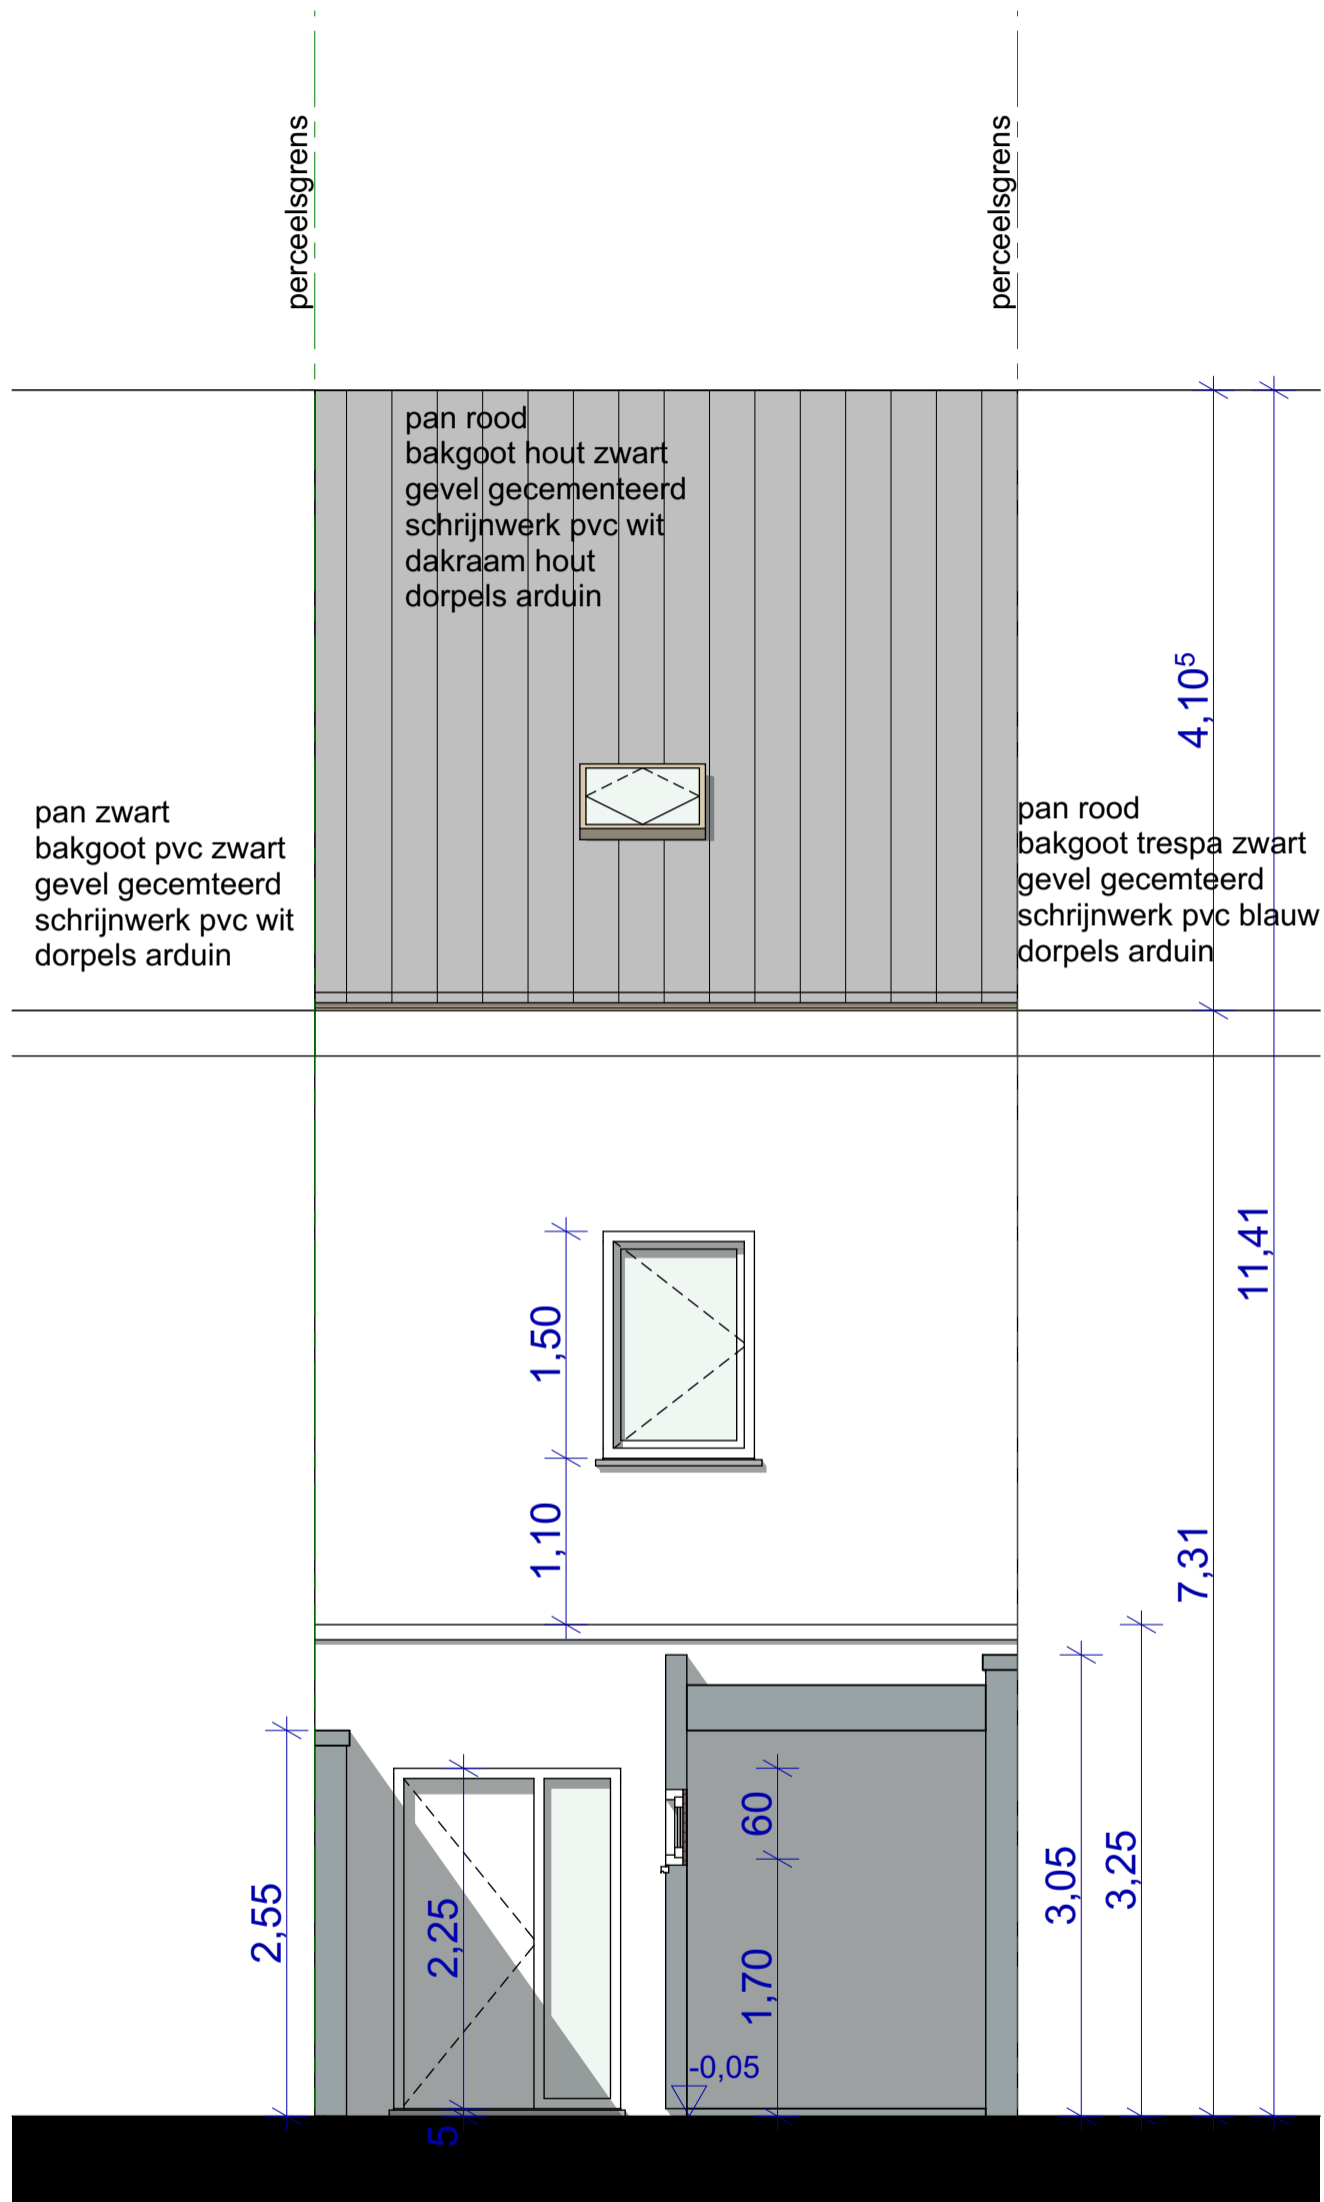 perceelsgrens
perceelsgrens
pan rood
bakgoot hout zwart
gevel gecementeerd
schrijnwerk pvc wit
dakraam hout
dorpels arduin
4,10⁵
pan zwart
bakgoot pvc zwart
gevel gecemteerd
schrijnwerk pvc wit
dorpels arduin
pan rood
bakgoot trespa zwart
gevel gecemteerd
schrijnwerk pvc blauw
dorpels arduin
11,41
1,50
1,10
7,31
2,55
2,25
60
1,70
3,05
3,25
-0,05
5